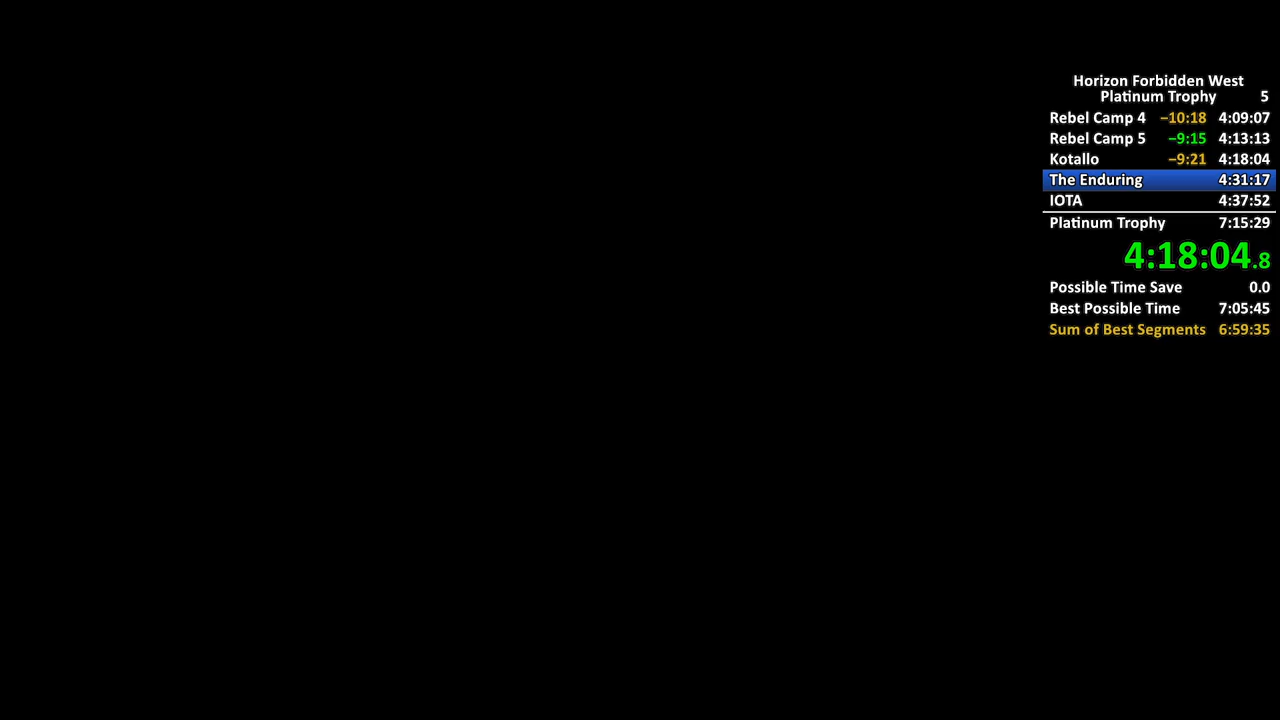 Horizon Forbidden West
Platinum Trophy 5
Rebel Camp 4 −10:18 4:09:07
Rebel Camp 5 −9:15 4:13:13
Kotallo −9:21 4:18:04
The Enduring 4:31:17
IOTA 4:37:52
Platinum Trophy 7:15:29
4:18:04.8
Possible Time Save 0.0
Best Possible Time 7:05:45
Sum of Best Segments 6:59:35